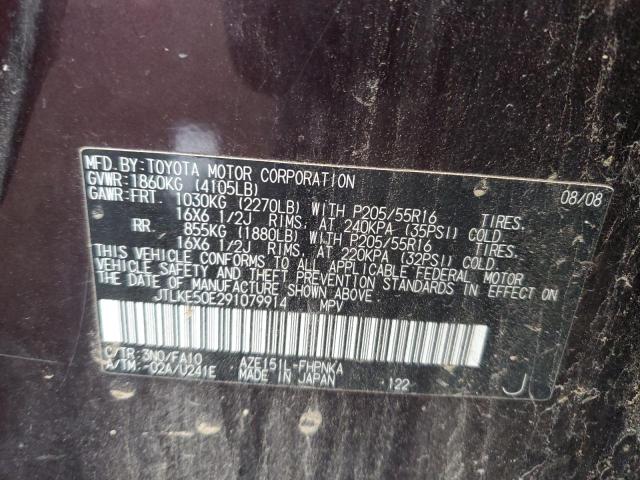 MFD.BY:TOYOTA MOTOR CORPORATION 08/08
GVWR:1860KG (4105LB)
GAWR:FRT. 1030KG (2270LB) WITH P205/55R16 TIRES.
16X6 1/2J RIMS, AT 240KPA (35PSI) COLD
RR. 855KG (1880LB) WITH P205/55R16 TIRES.
16X6 1/2J RIMS, AT 220KPA (32PSI) COLD
THIS VEHICLE CONFORMS TO ALL APPLICABLE FEDERAL MOTOR
VEHICLE SAFETY AND THEFT PREVENTION STANDARDS IN EFFECT ON
THE DATE OF MANUFACTURE SHOWN ABOVE.
JTLKE50E291079914 MPV
C/TR:3N0/FA10 AZE151L-FHPNKA
A/TM:-02A/U241E MADE IN JAPAN 122 J